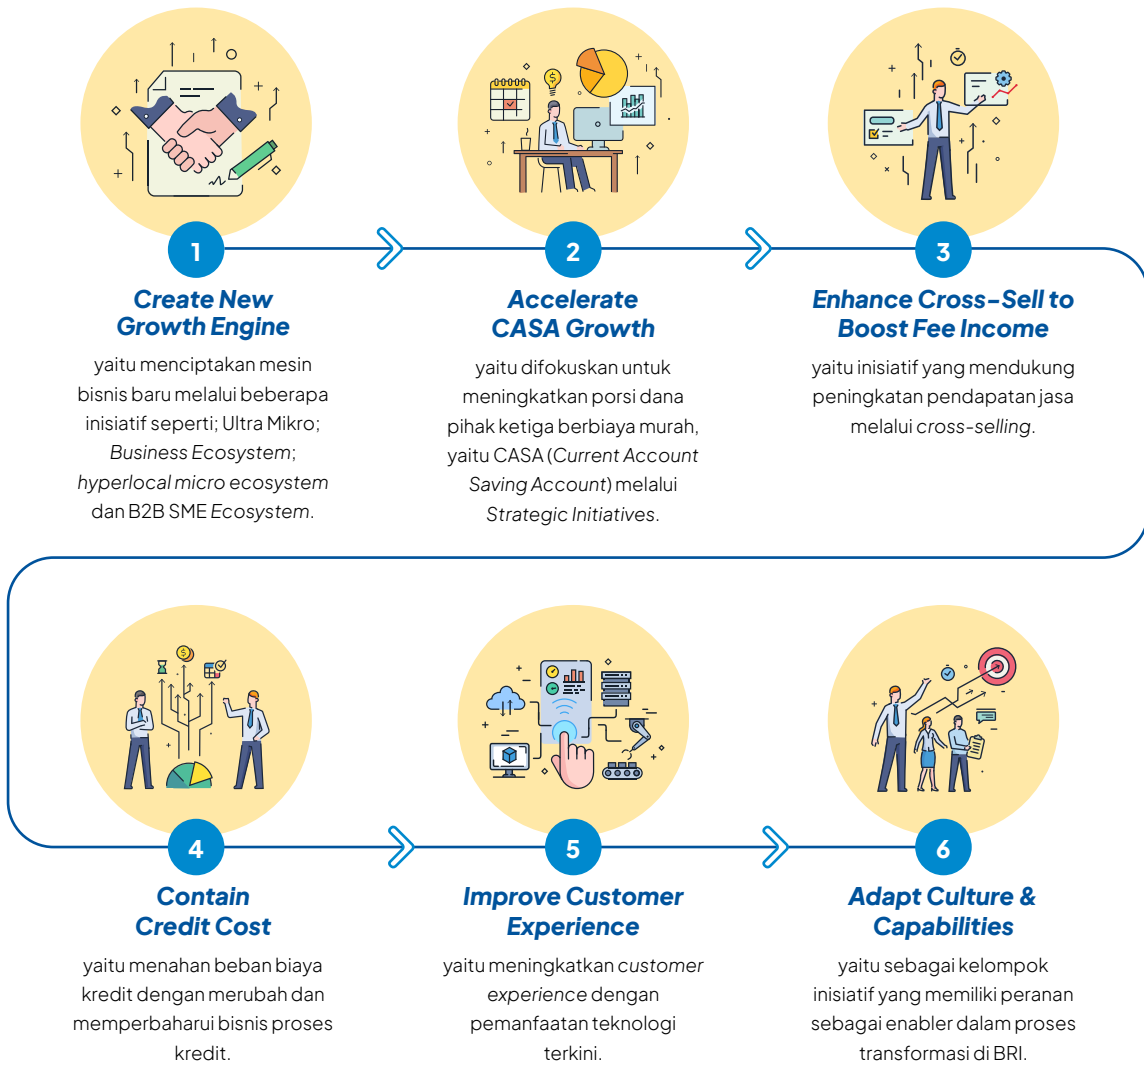 1
Create New
Growth Engine
yaitu menciptakan mesin
bisnis baru melalui beberapa
inisiatif seperti; Ultra Mikro;
Business Ecosystem;
hyperlocal micro ecosystem
dan B2B SME Ecosystem.
2
Accelerate
CASA Growth
yaitu difokuskan untuk
meningkatkan porsi dana
pihak ketiga berbiaya murah,
yaitu CASA (Current Account
Saving Account) melalui
Strategic Initiatives.
3
Enhance Cross-Sell to
Boost Fee Income
yaitu inisiatif yang mendukung
peningkatan pendapatan jasa
melalui cross-selling.
4
Contain
Credit Cost
yaitu menahan beban biaya
kredit dengan merubah dan
memperbaharui bisnis proses
kredit.
5
Improve Customer
Experience
yaitu meningkatkan customer
experience dengan
pemanfaatan teknologi
terkini.
6
Adapt Culture &
Capabilities
yaitu sebagai kelompok
inisiatif yang memiliki peranan
sebagai enabler dalam proses
transformasi di BRI.